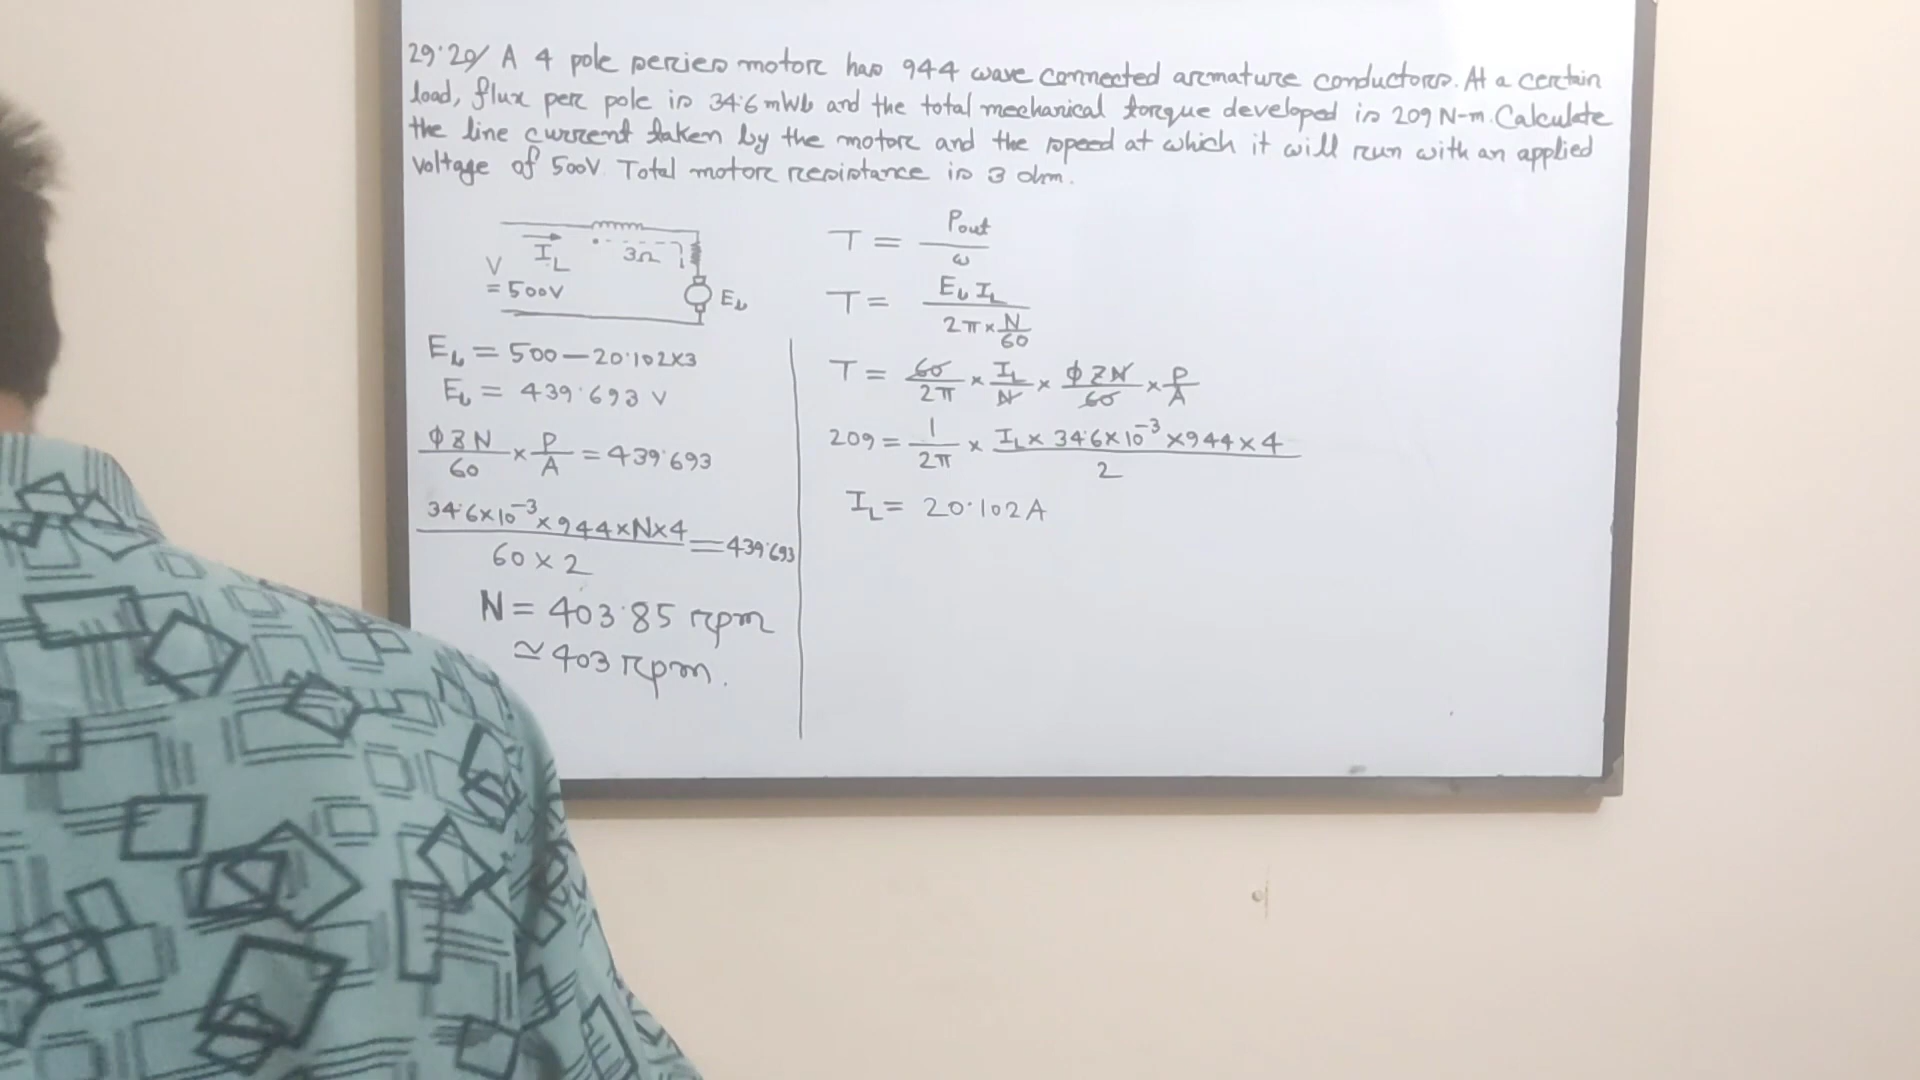 29.20/ A 4 pole series motor has 944 wave connected armature conductors. At a certain
load, flux per pole is 34.6 mWb and the total mechanical torque developed is 209 N-m. Calculate
the line current taken by the motor and the speed at which it will run with an applied
voltage of 500V. Total motor resistance is 3 ohm.
I_L
3Ω
V
= 500V
E_b
E_b = 500 - 20.102×3
E_b = 439.693 V
ϕZN/60 × P/A = 439.693
34.6×10^-3 × 944×N×4 / 60×2 = 439.693
N = 403.85 rpm
≃ 403 rpm.
T = Pout/ω
T = E_b I_L / 2π × N/60
T = 60/2π × I_L/N × ϕZN/60 × P/A
209 = 1/2π × I_L × 34.6×10^-3 × 944 × 4 / 2
I_L = 20.102A